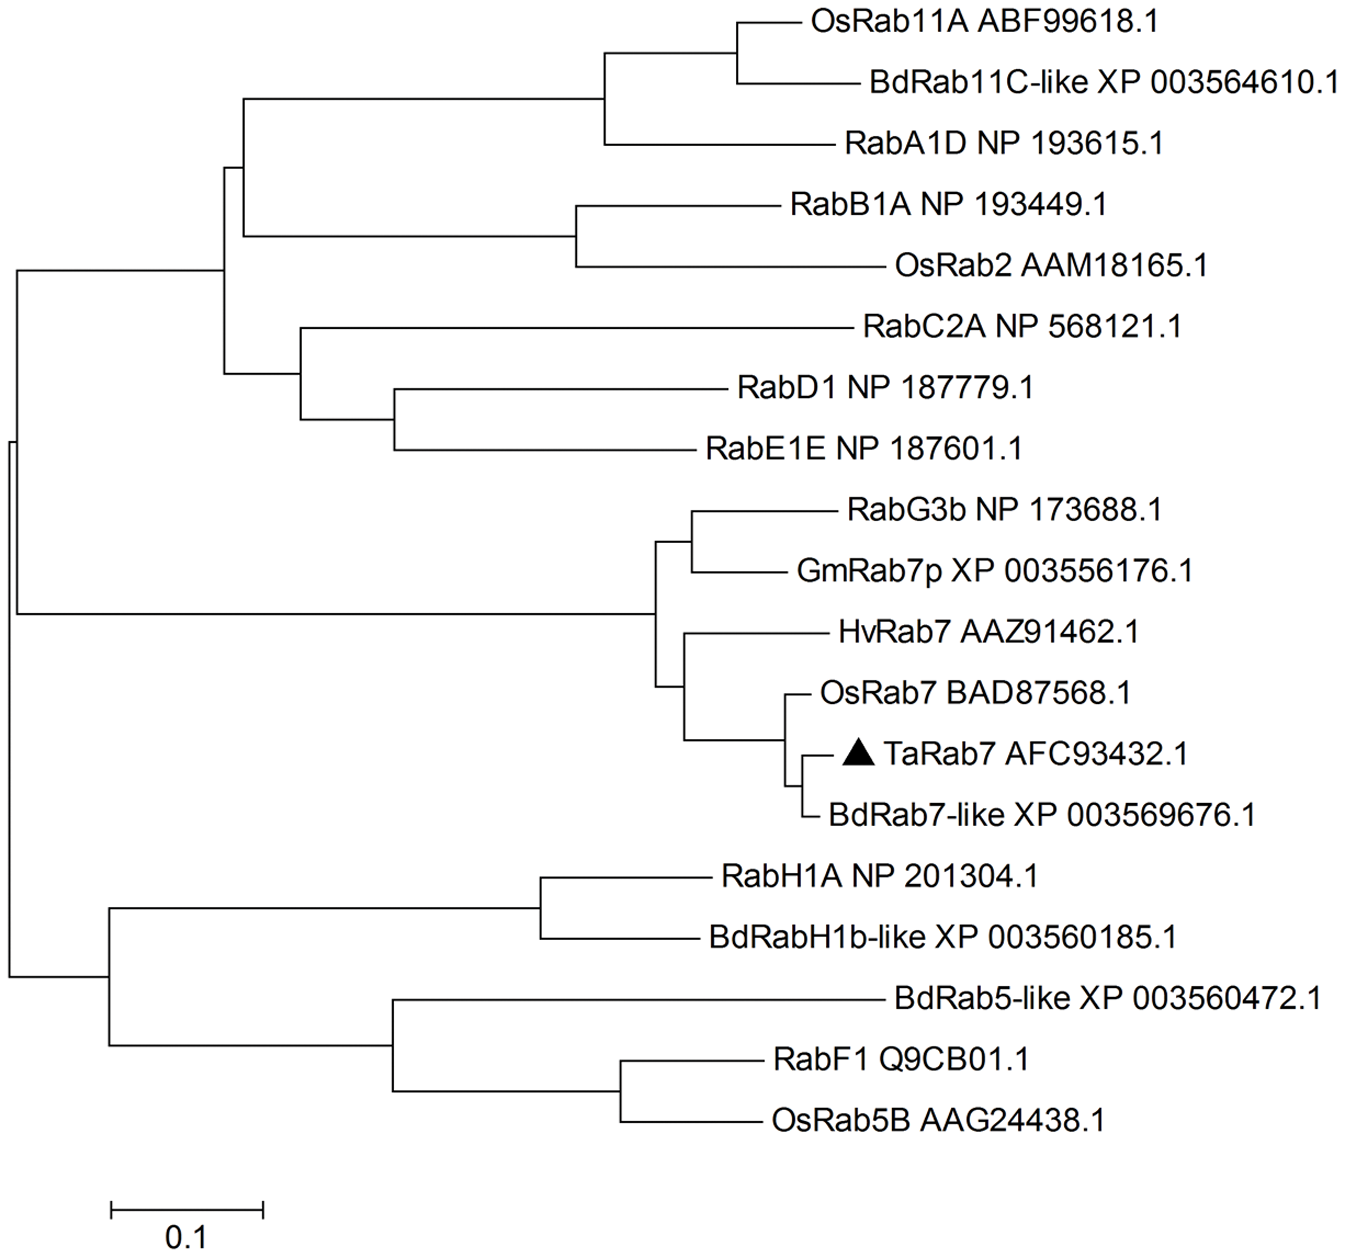 OsRab11A ABF99618.1
BdRab11C-like XP 003564610.1
RabA1D NP 193615.1
RabB1A NP 193449.1
OsRab2 AAM18165.1
RabC2A NP 568121.1
RabD1 NP 187779.1
RabE1E NP 187601.1
RabG3b NP 173688.1
GmRab7p XP 003556176.1
HvRab7 AAZ91462.1
OsRab7 BAD87568.1
TaRab7 AFC93432.1
BdRab7-like XP 003569676.1
RabH1A NP 201304.1
BdRabH1b-like XP 003560185.1
BdRab5-like XP 003560472.1
RabF1 Q9CB01.1
OsRab5B AAG24438.1
0.1